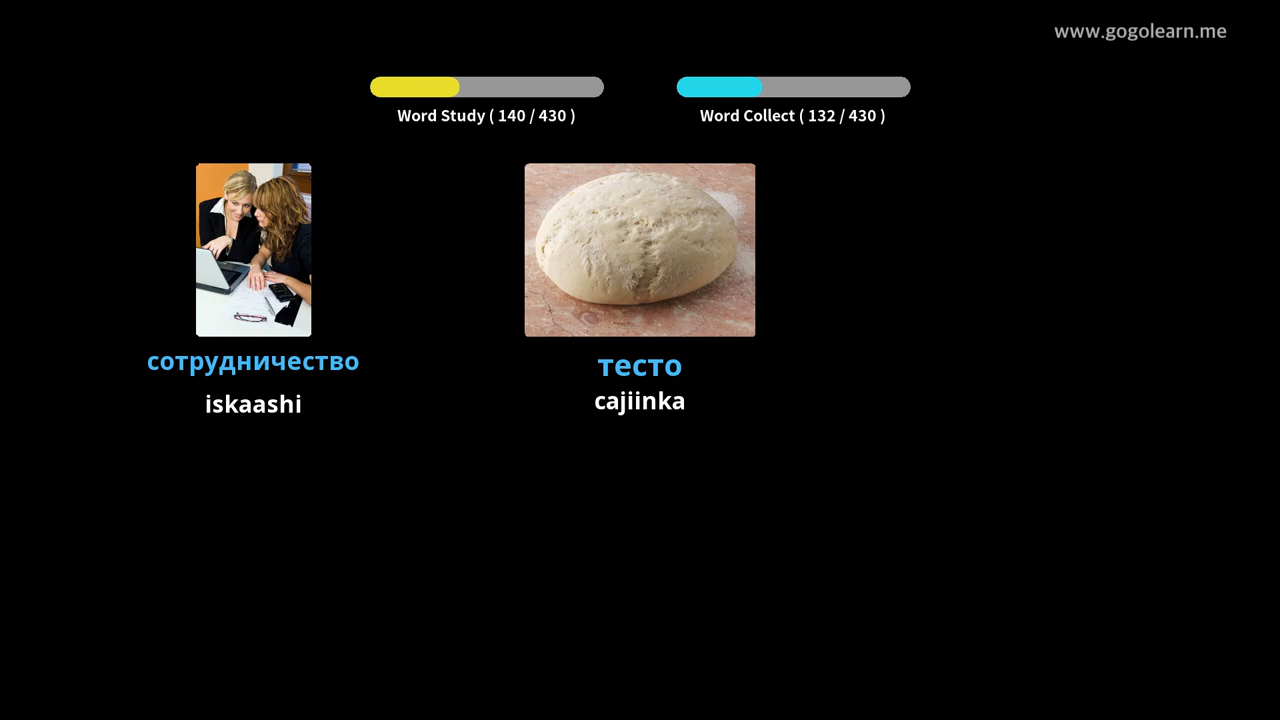 www.gogolearn.me
Word Study ( 140 / 430 )
Word Collect ( 132 / 430 )
сотрудничество
iskaashi
тесто
cajiinka